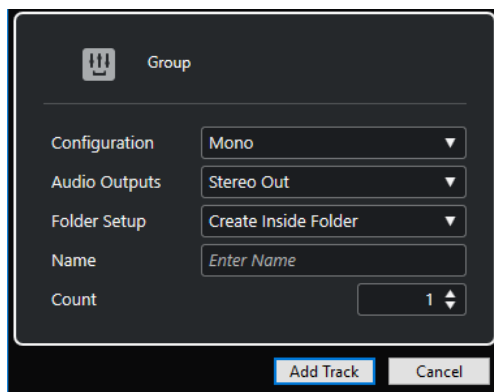 Group
Configuration Mono
Audio Outputs Stereo Out
Folder Setup Create Inside Folder
Name Enter Name
Count 1
Add Track Cancel